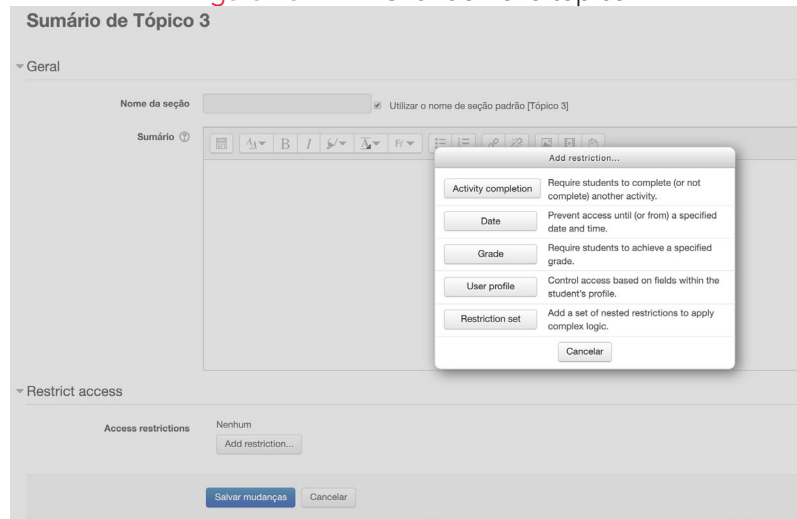 Sumário de Tópico 3
Geral
Nome da seção
Utilizar o nome de seção padrão [Tópico 3]
Sumário
B I
Add restriction...
Activity completion
Require students to complete (or not
complete) another activity.
Date
Prevent access until (or from) a specified
date and time.
Grade
Require students to achieve a specified
grade.
User profile
Control access based on fields within the
student's profile.
Restriction set
Add a set of nested restrictions to apply
complex logic.
Cancelar
Restrict access
Access restrictions
Nenhum
Add restriction...
Salvar mudanças
Cancelar